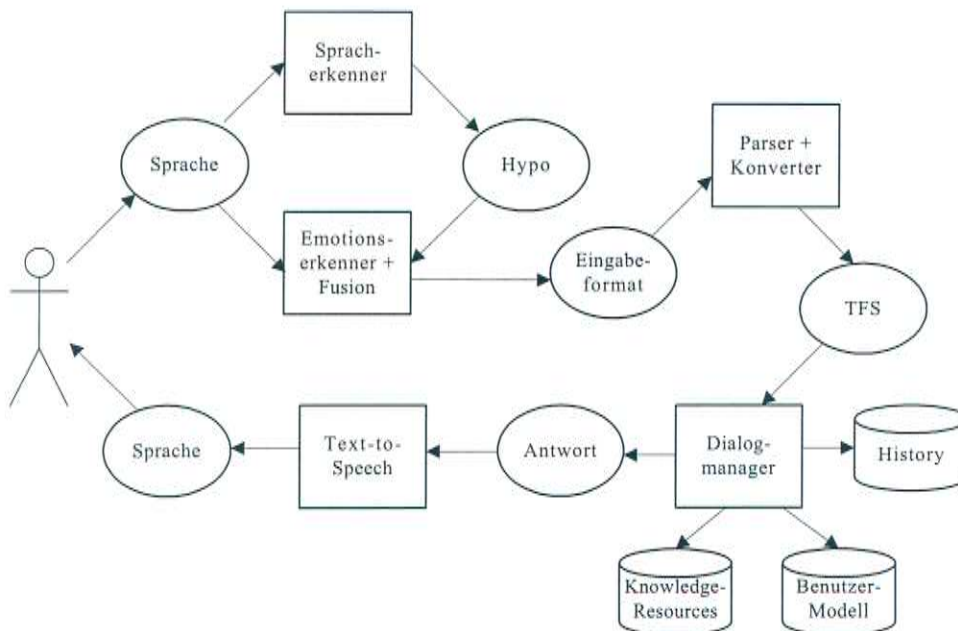 Sprach-
erkenner
Sprache
Hypo
Parser +
Konverter
Emotions-
erkenner +
Fusion
Eingabe-
format
TFS
Sprache
Text-to-
Speech
Antwort
Dialog-
manager
History
Knowledge-
Resources
Benutzer-
Modell